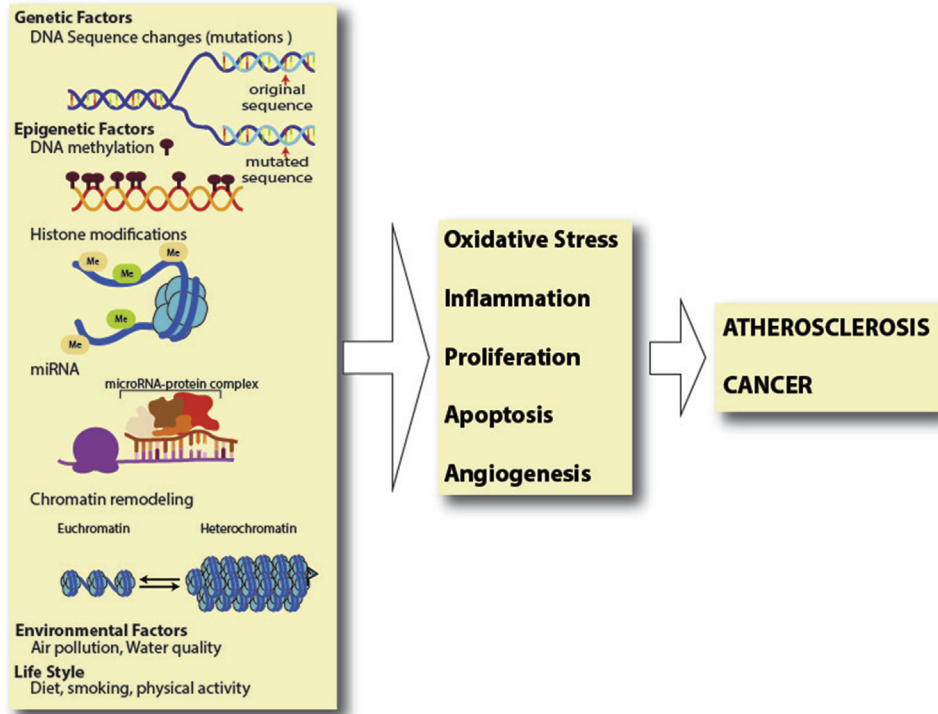 Genetic Factors
DNA Sequence changes (mutations )
original
sequence
Epigenetic Factors
DNA methylation
mutated
sequence
Histone modifications
Me
Me
Me
Me
Me
miRNA
microRNA-protein complex
Chromatin remodeling
Euchromatin
Heterochromatin
Environmental Factors
Air pollution, Water quality
Life Style
Diet, smoking, physical activity
Oxidative Stress
Inflammation
Proliferation
Apoptosis
Angiogenesis
ATHEROSCLEROSIS
CANCER